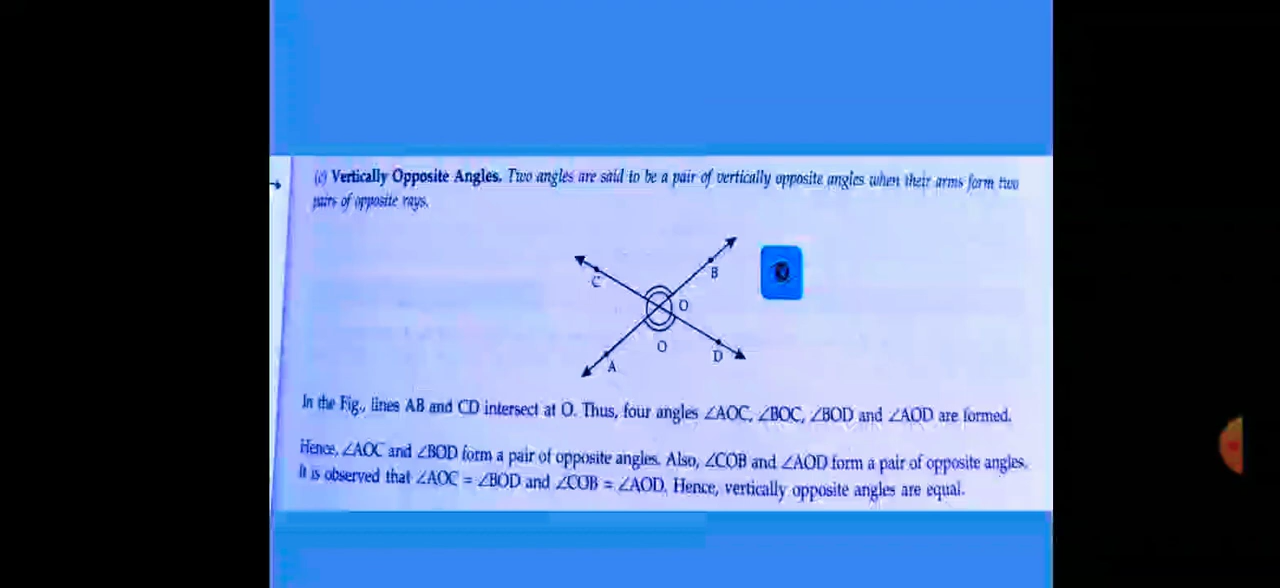 (c) Vertically Opposite Angles. Two angles are said to be a pair of vertically opposite angles when their arms form two
pairs of opposite rays.
C
B
O
O
A
D
In the Fig., lines AB and CD intersect at O. Thus, four angles ∠AOC, ∠BOC, ∠BOD and ∠AOD are formed.
Hence, ∠AOC and ∠BOD form a pair of opposite angles. Also, ∠COB and ∠AOD form a pair of opposite angles.
It is observed that ∠AOC = ∠BOD and ∠COB = ∠AOD. Hence, vertically opposite angles are equal.